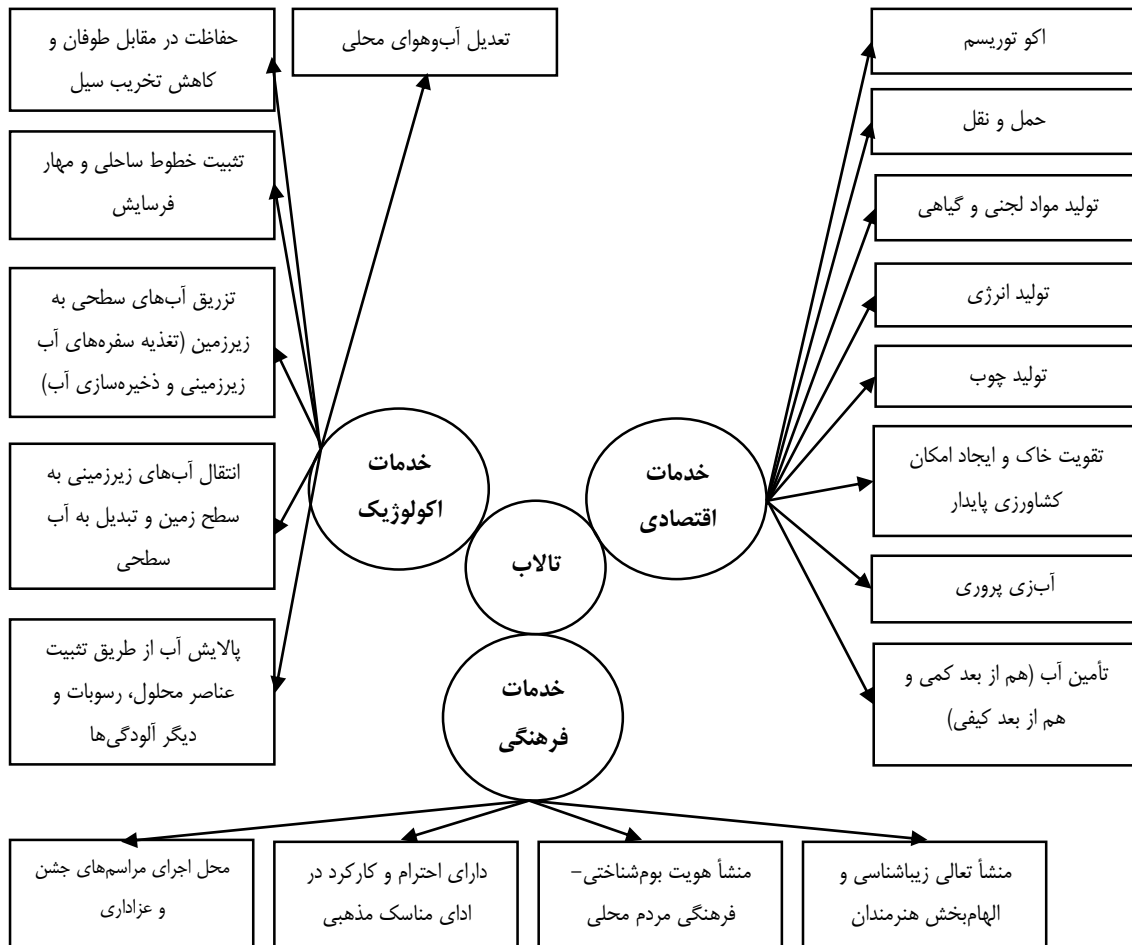 اکو توریسم
حمل و نقل
تولید مواد لجنی و گیاهی
تولید انرژی
تولید چوب
تقویت خاک و ایجاد امکان
کشاورزی پایدار
آب‌زی پروری
تأمین آب (هم از بعد کمی و
هم از بعد کیفی)
تعدیل آب‌وهوای محلی
حفاظت در مقابل طوفان و
کاهش تخریب سیل
تثبیت خطوط ساحلی و مهار
فرسایش
تزریق آب‌های سطحی به
زیرزمین (تغذیه سفره‌های آب
زیرزمینی و ذخیره‌سازی آب)
انتقال آب‌های زیرزمینی به
سطح زمین و تبدیل به آب
سطحی
پالایش آب از طریق تثبیت
عناصر محلول، رسوبات و
دیگر آلودگی‌ها
خدمات
اقتصادی
خدمات
اکولوژیک
تالاب
خدمات
فرهنگی
منشأ تعالی زیباشناسی و
الهام‌بخش هنرمندان
منشأ هویت بوم‌شناختی–
فرهنگی مردم محلی
دارای احترام و کارکرد در
ادای مناسک مذهبی
محل اجرای مراسم‌های جشن
و عزاداری